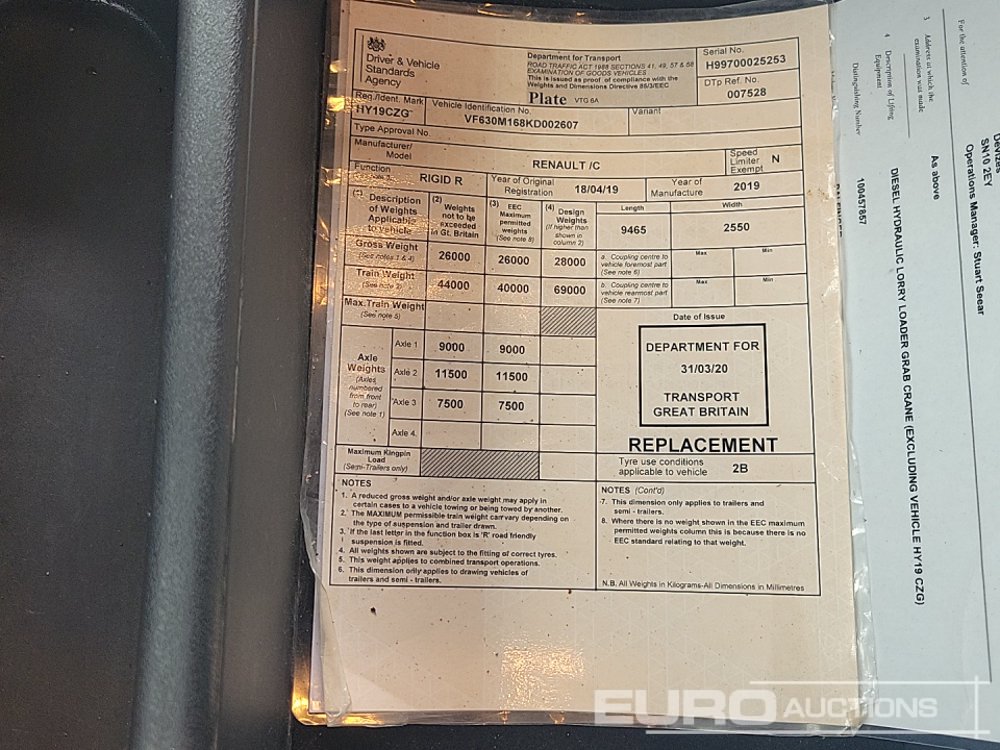 Driver & Vehicle
Standards
Agency
Department for Transport
ROAD TRAFFIC ACT 1988 SECTIONS 41, 49, 57 & 58
EXAMINATION OF GOODS VEHICLES
This is issued as proof of compliance with the
Weights and Dimensions Directive 85/3/EEC
Plate VTG 6A
Serial No.
H99700025253
DTp Ref. No.
007528
Reg./Ident. Mark
HY19CZG
Vehicle Identification No.
VF630M168KD002607
Variant
Type Approval No.
Manufacturer/
Model
RENAULT /C
Speed
Limiter
Exempt
N
Function
RIGID R
Year of Original
Registration
18/04/19
Year of
Manufacture
2019
(1) Description
of Weights
Applicable
to vehicle
(2) Weights
not to be
exceeded
in Gt. Britain
(3) EEC
Maximum
permitted
weights
(See note 8)
(4) Design
Weights
(If higher than
shown in
column 2)
Length
Width
9465
2550
Gross Weight
(See notes 1 & 4)
26000
26000
28000
a. Coupling centre to
vehicle foremost part
(See note 6)
Max
Min
Train Weight
(See note 2)
44000
40000
69000
b. Coupling centre to
vehicle rearmost part
(See note 7)
Max
Min
Max.Train Weight
(See note 5)
Axle
Weights
(Axles
numbered
from front
to rear)
(See note 1)
Axle 1
9000
9000
Axle 2
11500
11500
Axle 3
7500
7500
Axle 4
Maximum Kingpin
Load
(Semi-Trailers only)
Date of Issue
DEPARTMENT FOR
31/03/20
TRANSPORT
GREAT BRITAIN
REPLACEMENT
Tyre use conditions
applicable to vehicle
2B
NOTES
1. A reduced gross weight and/or axle weight may apply in
certain cases to a vehicle towing or being towed by another.
2. The MAXIMUM permissible train weight can vary depending on
the type of suspension and trailer drawn.
3. If the last letter in the function box is 'R' road friendly
suspension is fitted.
4. All weights shown are subject to the fitting of correct tyres.
5. This weight applies to combined transport operations.
6. This dimension only applies to drawing vehicles of
trailers and semi - trailers.
NOTES (Cont'd)
7. This dimension only applies to trailers and
semi - trailers.
8. Where there is no weight shown in the EEC maximum
permitted weights column this is because there is no
EEC standard relating to that weight.
N.B. All Weights in Kilograms-All Dimensions in Millimetres
Devizes
SN10 2EY
Operations Manager: Stuart Seear
For the attention of
3 Address at which the
examination was made
As above
4 Description of Lifting
Equipment
DIESEL HYDRAULIC LORRY LOADER GRAB CRANE (EXCLUDING VEHICLE HY19 CZG)
Distinguishing Number
100457857
EURO AUCTIONS